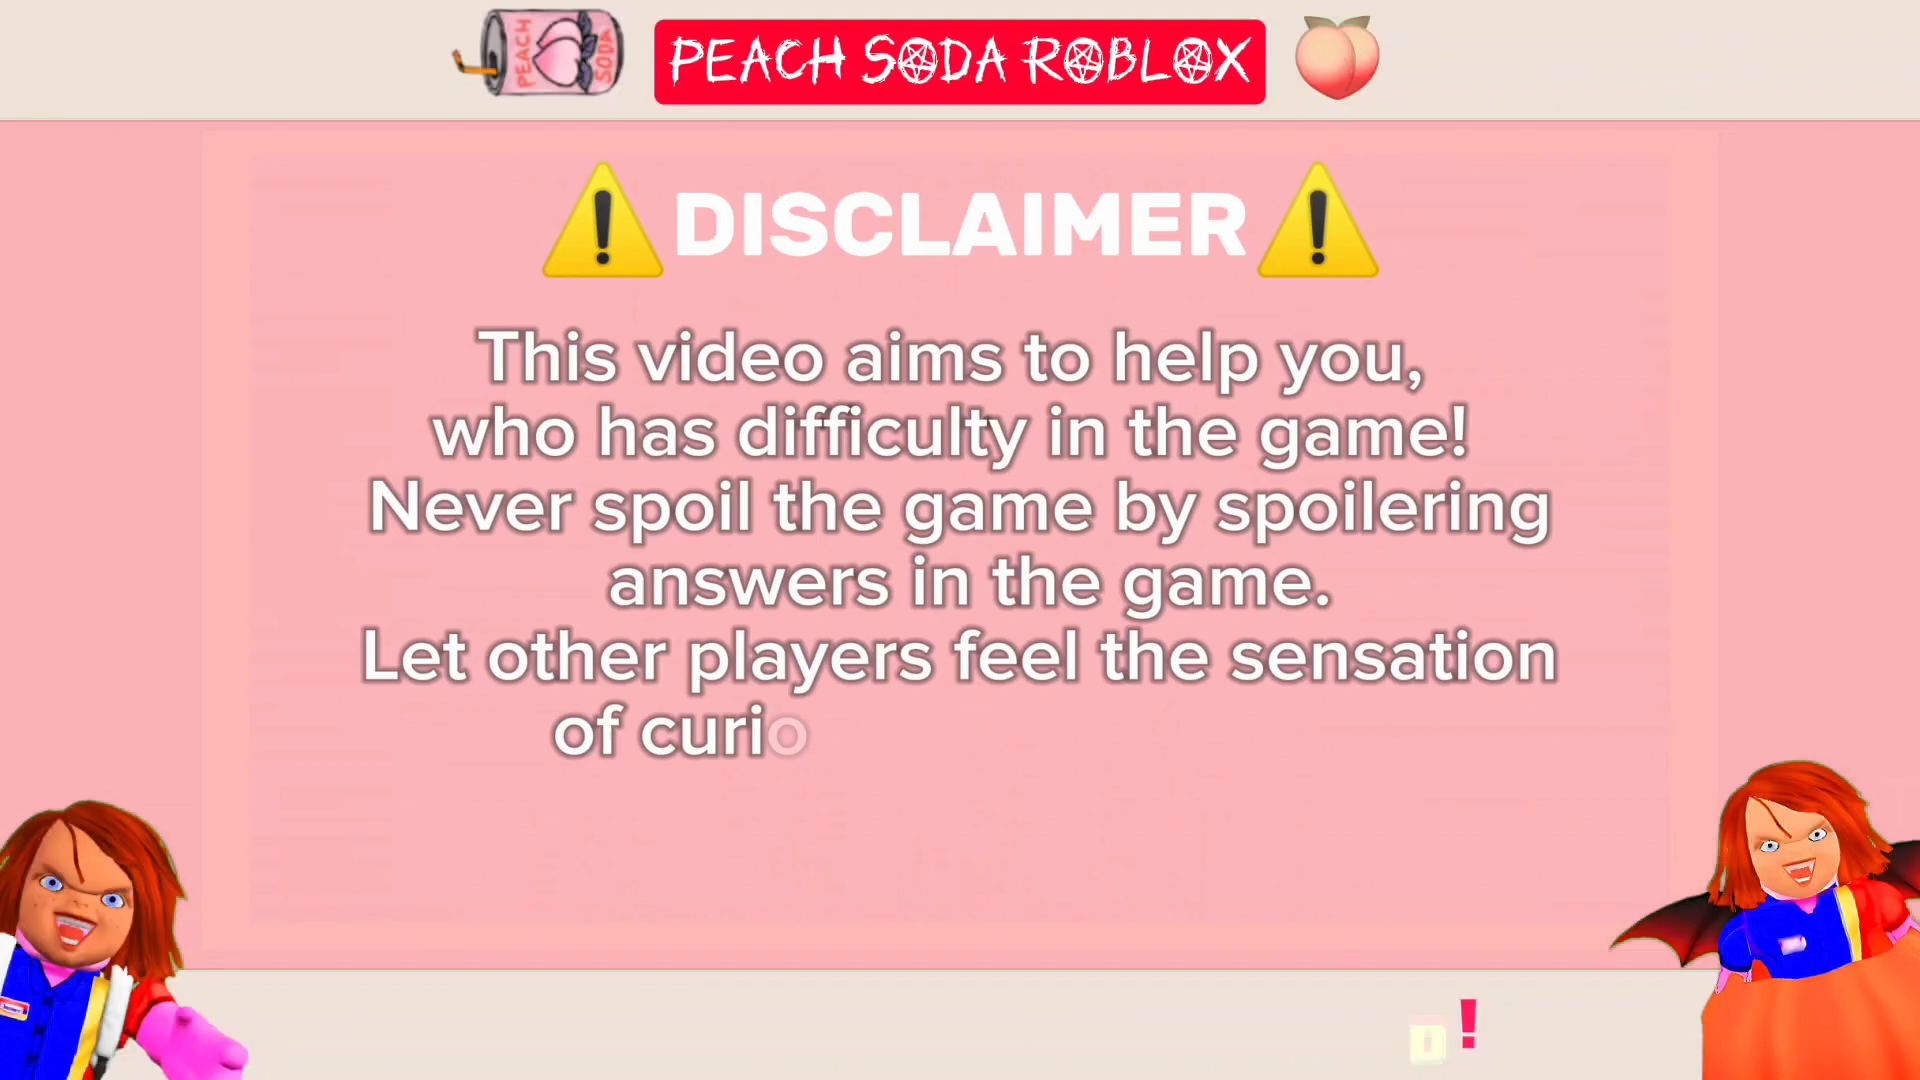 PEACH SODA
PEACH SODA ROBLOX
DISCLAIMER
This video aims to help you,
who has difficulty in the game!
Never spoil the game by spoilering
answers in the game.
Let other players feel the sensation
of curio
D!